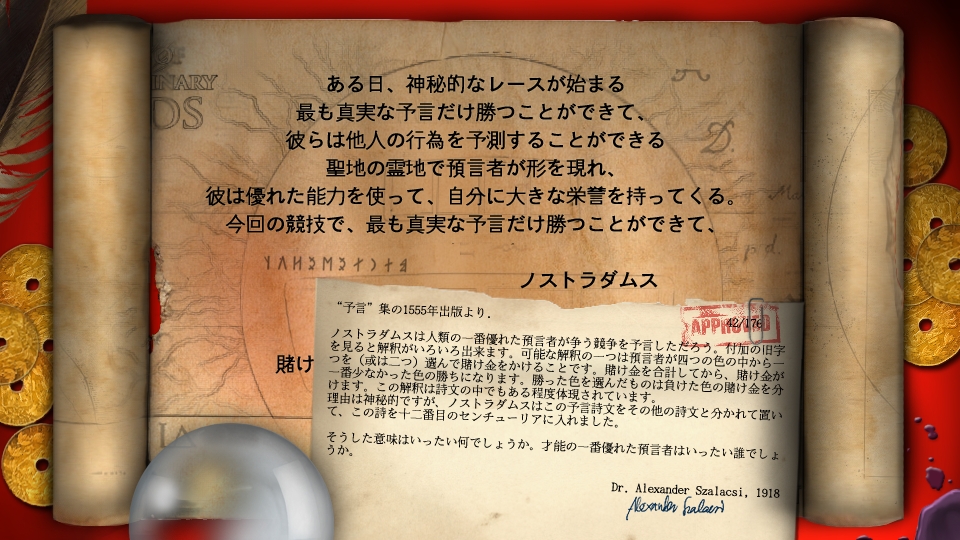 OF
INARY
DS
ある日、神秘的なレースが始まる
最も真実な予言だけ勝つことができて、
彼らは他人の行為を予測することができる
聖地の霊地で預言者が形を現れ、
彼は優れた能力を使って、自分に大きな栄誉を持ってくる。
今回の競技で、最も真実な予言だけ勝つことができて、
ノストラダムス
賭け
“予言”集の1555年出版より.
APPROVED
42/17e
ノストラダムスは人類の一番優れた預言者が争う競争を予言しただろう。付加の旧字
を見ると解釈がいろいろ出来ます。可能な解釈の一つは預言者が四つの色の中から一
つを（或は二つ）選んで賭け金をかけることです。賭け金を合計してから、賭け金が
一番少なかった色の勝ちになります。勝った色を選んだものは負けた色の賭け金を分
けます。この解釈は詩文の中でもある程度体現されています。
理由は神秘的ですが、ノストラダムスはこの予言詩文をその他の詩文と分かれて置い
て、この詩を十二番目のセンチューリアに入れました。
そうした意味はいったい何でしょうか。才能の一番優れた預言者はいったい誰でしょ
うか。
Dr. Alexander Szalacsi, 1918
Alexander Szalacsi